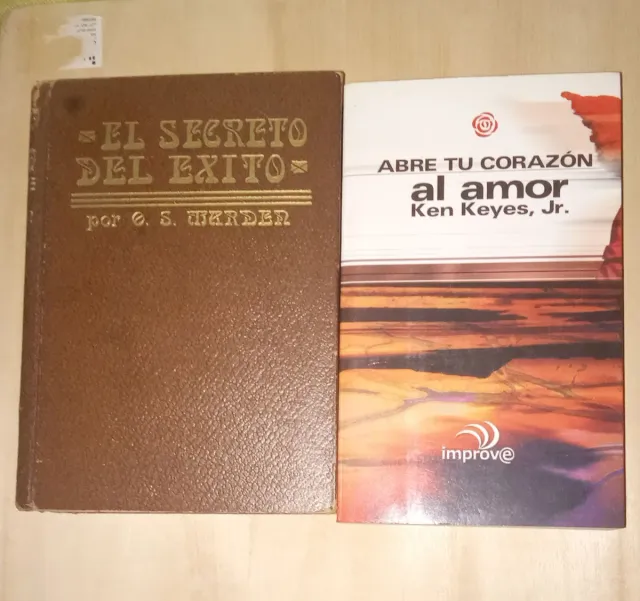 EL SECRETO
DEL EXITO
por O. S. MARDEN
ABRE TU CORAZÓN
al amor
Ken Keyes, Jr.
improve